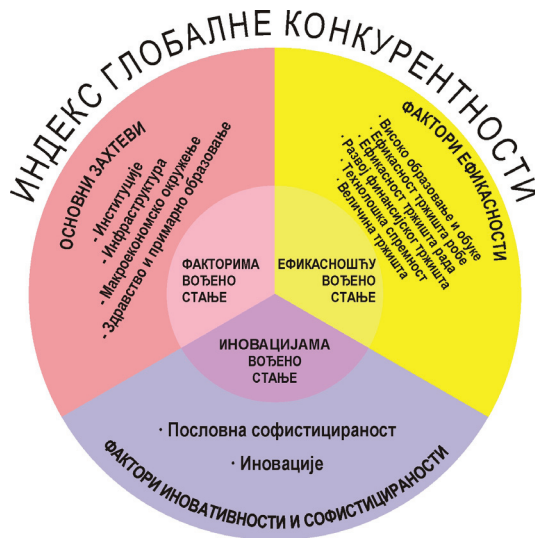 ИНДЕКС ГЛОБАЛНЕ КОНКУРЕНТНОСТИ
ОСНОВНИ ЗАХТЕВИ
- Институције
- Инфраструктура
- Макроекономско окружење
- Здравство и примарно образовање
ФАКТОРИ ЕФИКАСНОСТИ
· Високо образовање и обуке
· Ефикасност тржишта робе
· Ефикасност тржишта рада
· Развој финансијског тржишта
· Технолошка спремност
· Величина тржишта
ФАКТОРИМА
ВОЂЕНО
СТАЊЕ
ЕФИКАСНОШЋУ
ВОЂЕНО
СТАЊЕ
ИНОВАЦИЈАМА
ВОЂЕНО
СТАЊЕ
· Пословна софистицираност
· Иновације
ФАКТОРИ ИНОВАТИВНОСТИ И СОФИСТИЦИРАНОСТИ